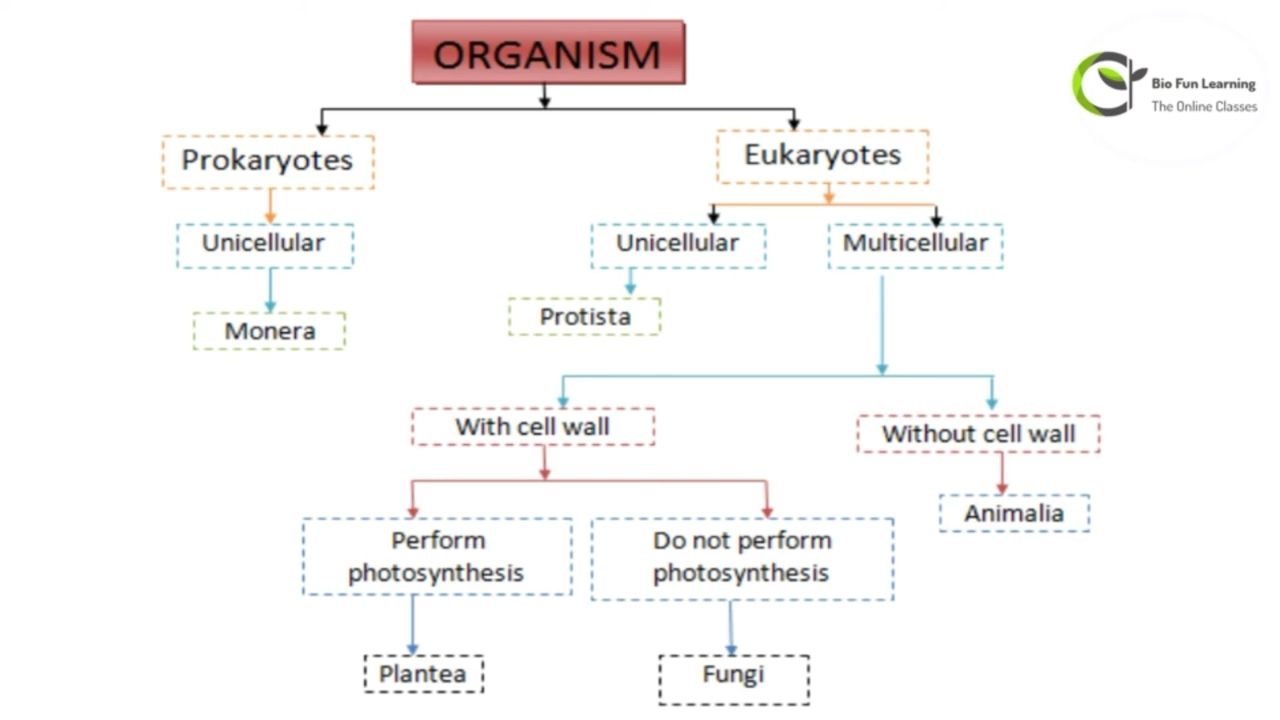 ORGANISM
Bio Fun Learning
The Online Classes
Prokaryotes
Eukaryotes
Unicellular
Unicellular
Multicellular
Monera
Protista
With cell wall
Without cell wall
Animalia
Perform
photosynthesis
Do not perform
photosynthesis
Plantea
Fungi